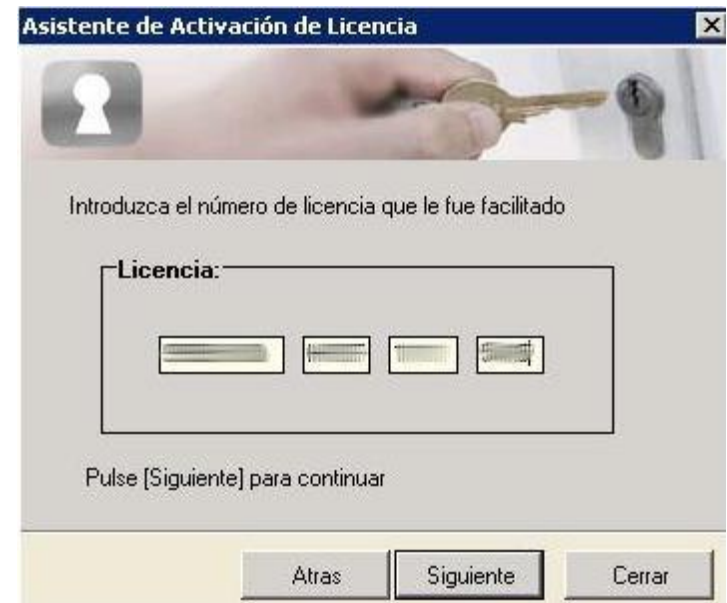 Asistente de Activación de Licencia
Introduzca el número de licencia que le fue facilitado
Licencia:
Pulse [Siguiente] para continuar
Atras Siguiente Cerrar